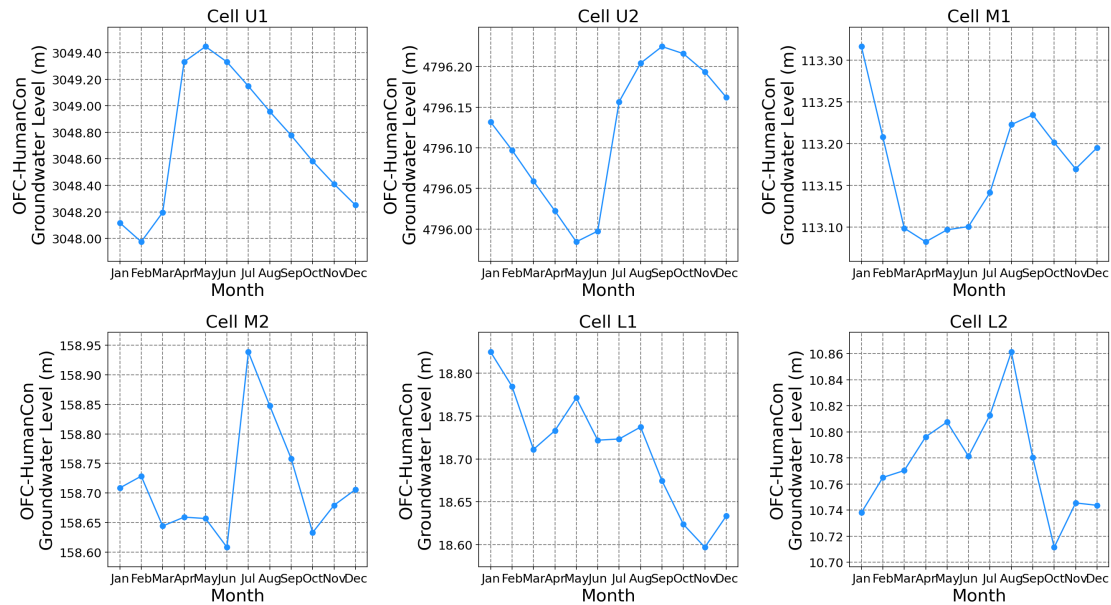 Cell U1
OFC-HumanCon
Groundwater Level (m)
3049.40
3049.20
3049.00
3048.80
3048.60
3048.40
3048.20
3048.00
Jan Feb Mar Apr May Jun Jul Aug Sep Oct Nov Dec
Month
Cell U2
OFC-HumanCon
Groundwater Level (m)
4796.20
4796.15
4796.10
4796.05
4796.00
Jan Feb Mar Apr May Jun Jul Aug Sep Oct Nov Dec
Month
Cell M1
OFC-HumanCon
Groundwater Level (m)
113.30
113.25
113.20
113.15
113.10
Jan Feb Mar Apr May Jun Jul Aug Sep Oct Nov Dec
Month
Cell M2
OFC-HumanCon
Groundwater Level (m)
158.95
158.90
158.85
158.80
158.75
158.70
158.65
158.60
Jan Feb Mar Apr May Jun Jul Aug Sep Oct Nov Dec
Month
Cell L1
OFC-HumanCon
Groundwater Level (m)
18.80
18.75
18.70
18.65
18.60
Jan Feb Mar Apr May Jun Jul Aug Sep Oct Nov Dec
Month
Cell L2
OFC-HumanCon
Groundwater Level (m)
10.86
10.84
10.82
10.80
10.78
10.76
10.74
10.72
10.70
Jan Feb Mar Apr May Jun Jul Aug Sep Oct Nov Dec
Month